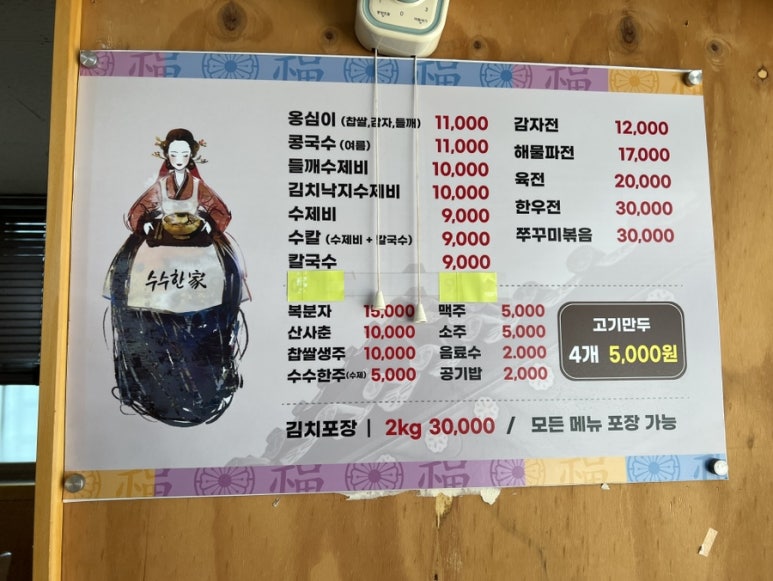 옹심이 (찹쌀,감자,들깨) 11,000
콩국수 (여름) 11,000
들깨수제비 10,000
김치낙지수제비 10,000
수제비 9,000
수칼 (수제비 + 칼국수) 9,000
칼국수 9,000
감자전 12,000
해물파전 17,000
육전 20,000
한우전 30,000
쭈꾸미볶음 30,000
수수한家
복분자 15,000
산사춘 10,000
찹쌀생주 10,000
수수한주(수제) 5,000
맥주 5,000
소주 5,000
음료수 2.000
공기밥 2,000
고기만두
4개 5,000원
김치포장 | 2kg 30,000 / 모든 메뉴 포장 가능